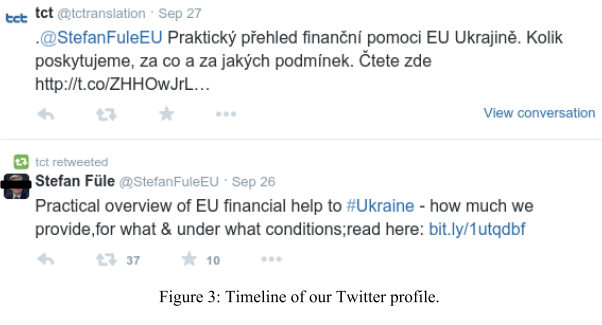 tct
tct @tctranslation · Sep 27
.@StefanFuleEU Praktický přehled finanční pomoci EU Ukrajině. Kolik
poskytujeme, za co a za jakých podmínek. Čtete zde
http://t.co/ZHHOwJrL…
View conversation
tct retweeted
Stefan Füle @StefanFuleEU · Sep 26
Practical overview of EU financial help to #Ukraine - how much we
provide,for what & under what conditions;read here: bit.ly/1utqdbf
37 10
Figure 3: Timeline of our Twitter profile.